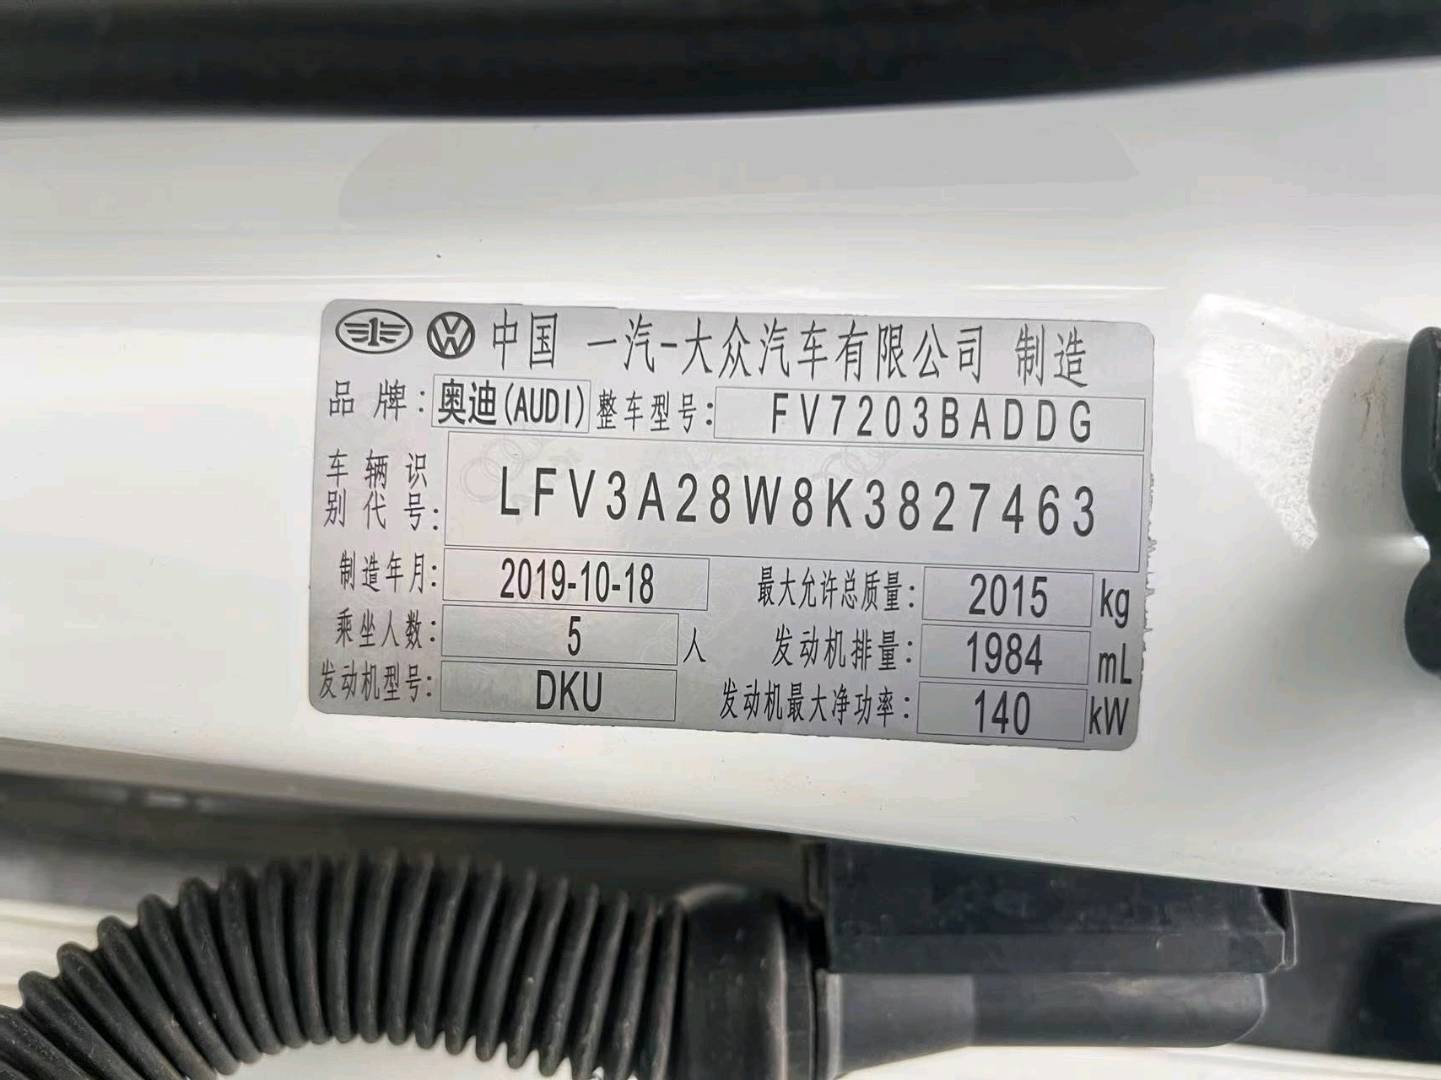 中国 一汽-大众汽车有限公司 制造
品牌: 奥迪(AUDI) 整车型号: FV7203BADDG
车辆识别代号: LFV3A28W8K3827463
制造年月: 2019-10-18 最大允许总质量: 2015 kg
乘坐人数: 5 人 发动机排量: 1984 mL
发动机型号: DKU 发动机最大净功率: 140 kW